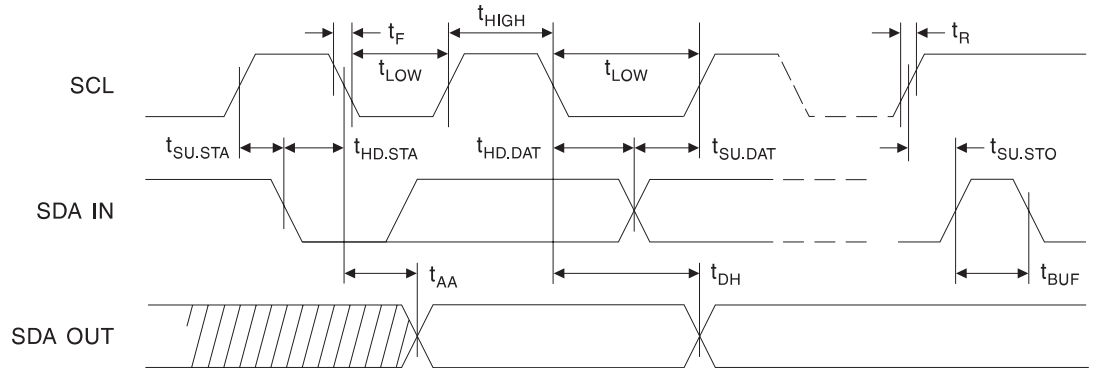 tHIGH
tF
tR
tLOW
tLOW
SCL
tSU.STA
tHD.STA
tHD.DAT
tSU.DAT
tSU.STO
SDA IN
tAA
tDH
tBUF
SDA OUT